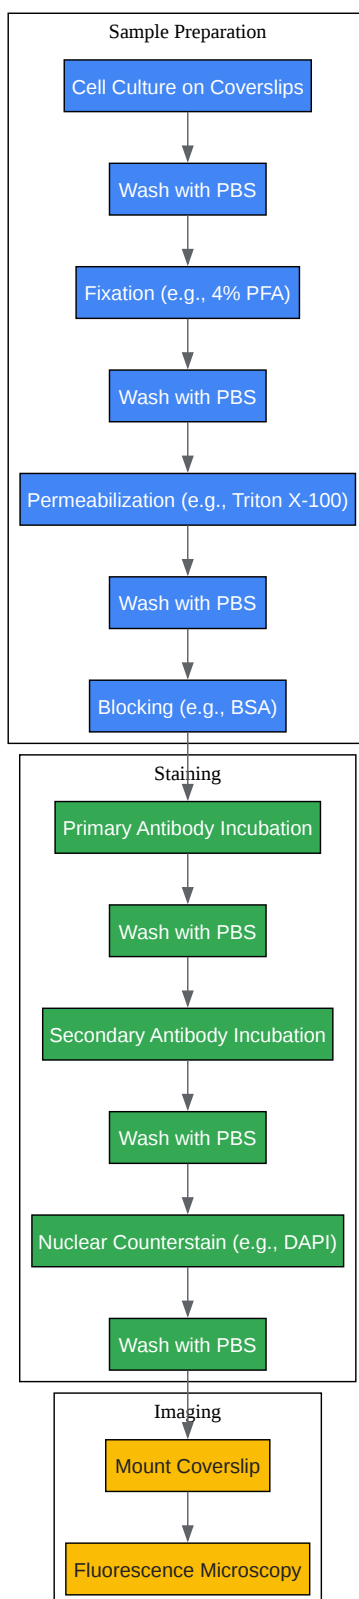 Sample Preparation
Cell Culture on Coverslips
Wash with PBS
Fixation (e.g., 4% PFA)
Wash with PBS
Permeabilization (e.g., Triton X-100)
Wash with PBS
Blocking (e.g., BSA)
Staining
Primary Antibody Incubation
Wash with PBS
Secondary Antibody Incubation
Wash with PBS
Nuclear Counterstain (e.g., DAPI)
Wash with PBS
Imaging
Mount Coverslip
Fluorescence Microscopy